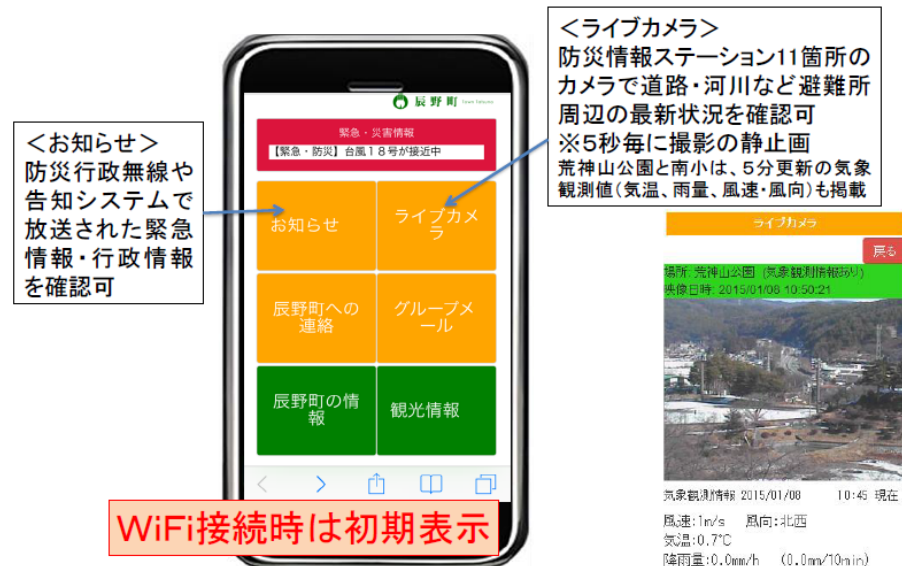 ＜お知らせ＞
防災行政無線や
告知システムで
放送された緊急
情報・行政情報
を確認可
辰野町
緊急・災害情報
【緊急・防災】台風１８号が接近中
お知らせ
ライブカメ
ラ
辰野町への
連絡
グループメ
ール
辰野町の情
報
観光情報
WiFi接続時は初期表示
＜ライブカメラ＞
防災情報ステーション11箇所の
カメラで道路・河川など避難所
周辺の最新状況を確認可
※5秒毎に撮影の静止画
荒神山公園と南小は、5分更新の気象
観測値（気温、雨量、風速・風向）も掲載
ライブカメラ
戻る
場所: 荒神山公園 (気象観測情報あり)
映像日時: 2015/01/08 10:50:21
気象観測情報 2015/01/08 10:45 現在
風速:1m/s 風向:北西
気温:0.7℃
降雨量:0.0mm/h (0.0mm/10min)